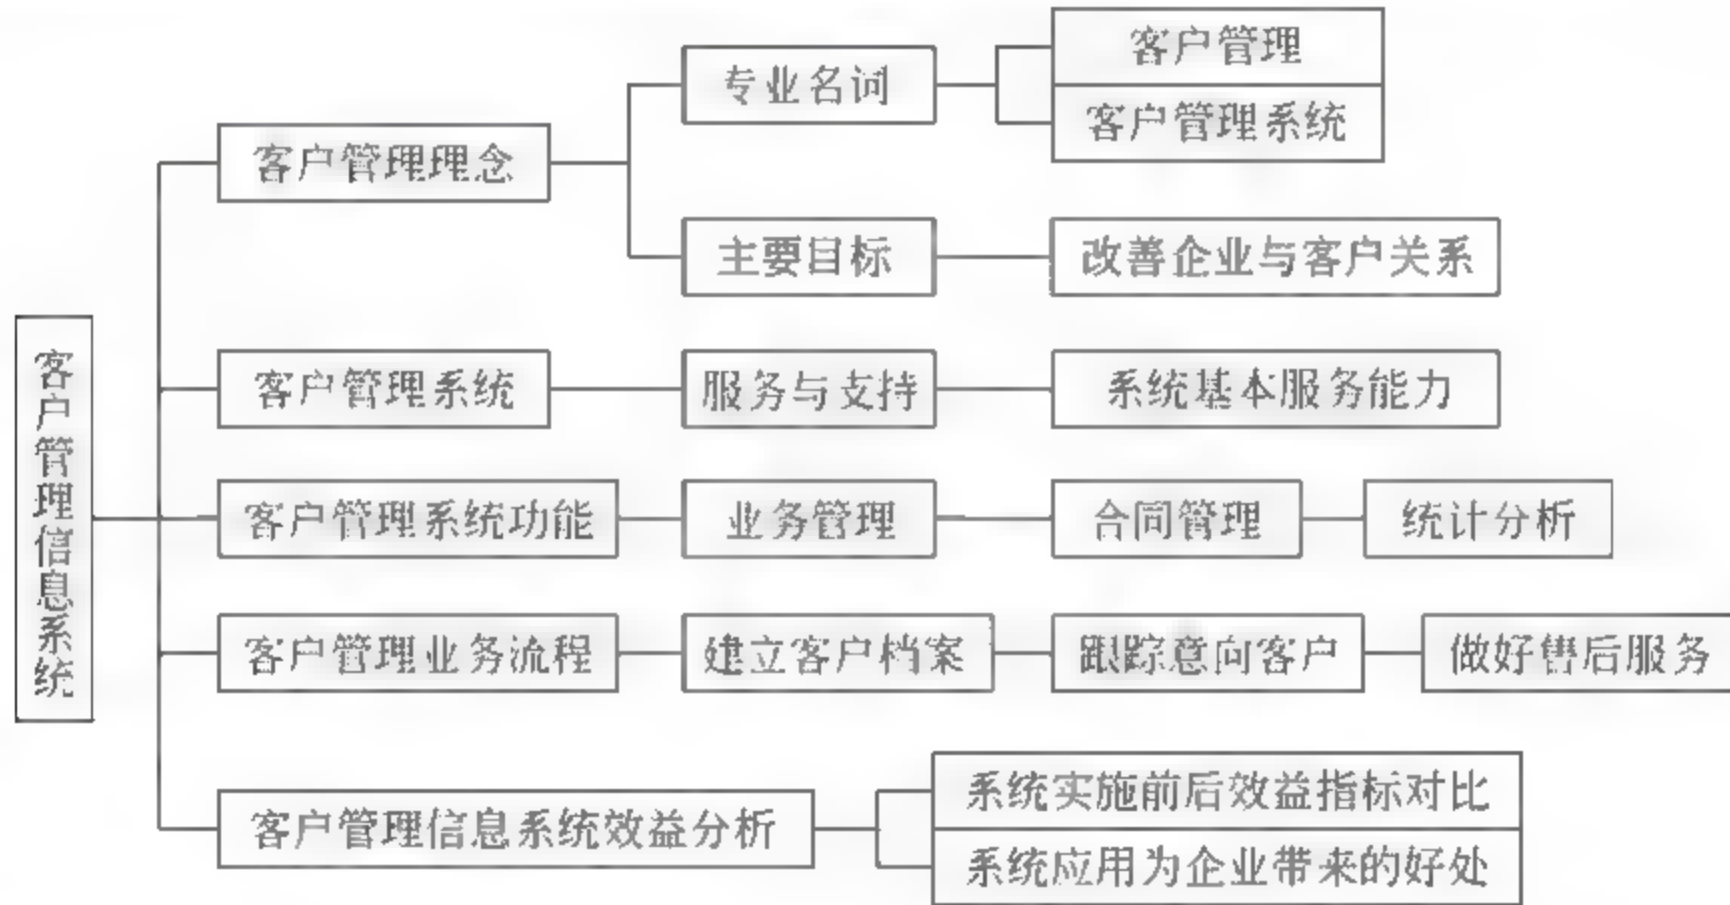 客户管理信息系统
客户管理理念
专业名词
客户管理
客户管理系统
主要目标
改善企业与客户关系
客户管理系统
服务与支持
系统基本服务能力
客户管理系统功能
业务管理
合同管理
统计分析
客户管理业务流程
建立客户档案
跟踪意向客户
做好售后服务
客户管理信息系统效益分析
系统实施前后效益指标对比
系统应用为企业带来的好处